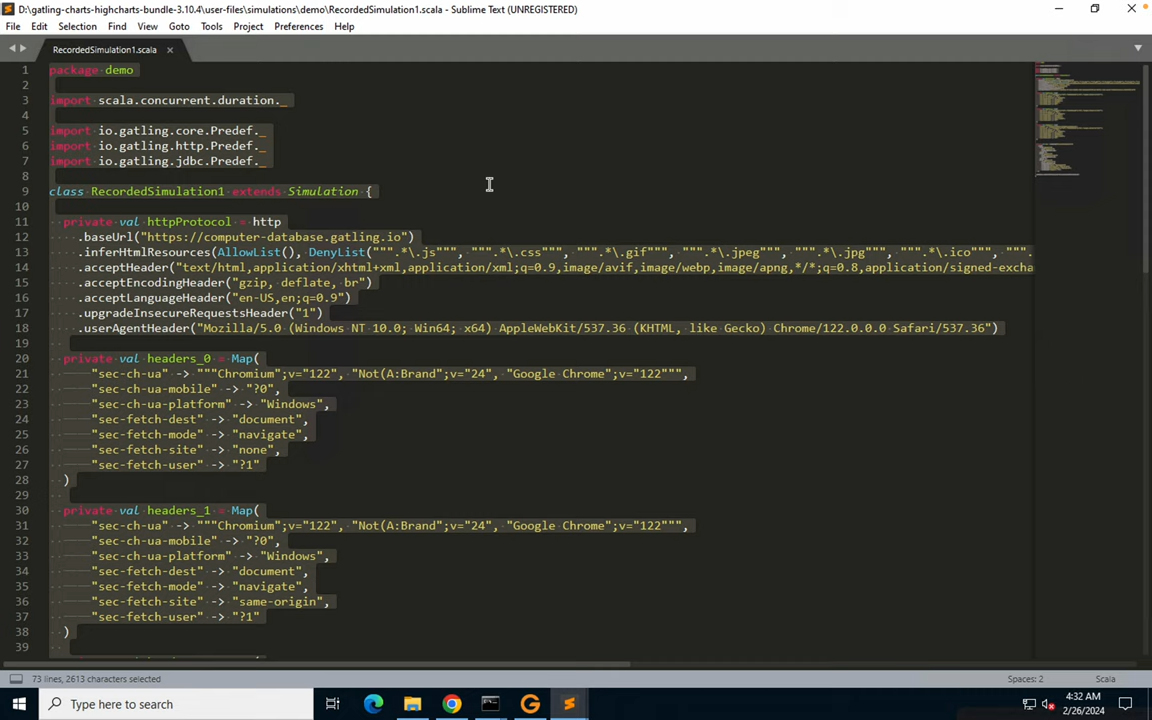 D:\gatling-charts-highcharts-bundle-3.10.4\user-files\simulations\demo\RecordedSimulation1.scala - Sublime Text (UNREGISTERED)
File Edit Selection Find View Goto Tools Project Preferences Help
RecordedSimulation1.scala
1 package demo
2
3 import scala.concurrent.duration._
4
5 import io.gatling.core.Predef._
6 import io.gatling.http.Predef._
7 import io.gatling.jdbc.Predef._
8
9 class RecordedSimulation1 extends Simulation {
10
11 private val httpProtocol = http
12 .baseUrl("https://computer-database.gatling.io")
13 .inferHtmlResources(AllowList(), DenyList(""".*\.js""", """.*\.css""", """.*\.gif""", """.*\.jpeg""", """.*\.jpg""", """.*\.ico""", """.
14 .acceptHeader("text/html,application/xhtml+xml,application/xml;q=0.9,image/avif,image/webp,image/apng,*/*;q=0.8,application/signed-excha
15 .acceptEncodingHeader("gzip, deflate, br")
16 .acceptLanguageHeader("en-US,en;q=0.9")
17 .upgradeInsecureRequestsHeader("1")
18 .userAgentHeader("Mozilla/5.0 (Windows NT 10.0; Win64; x64) AppleWebKit/537.36 (KHTML, like Gecko) Chrome/122.0.0.0 Safari/537.36")
19
20 private val headers_0 = Map(
21 "sec-ch-ua" -> """Chromium";v="122", "Not(A:Brand";v="24", "Google Chrome";v="122""",
22 "sec-ch-ua-mobile" -> "?0",
23 "sec-ch-ua-platform" -> "Windows",
24 "sec-fetch-dest" -> "document",
25 "sec-fetch-mode" -> "navigate",
26 "sec-fetch-site" -> "none",
27 "sec-fetch-user" -> "?1"
28 )
29
30 private val headers_1 = Map(
31 "sec-ch-ua" -> """Chromium";v="122", "Not(A:Brand";v="24", "Google Chrome";v="122""",
32 "sec-ch-ua-mobile" -> "?0",
33 "sec-ch-ua-platform" -> "Windows",
34 "sec-fetch-dest" -> "document",
35 "sec-fetch-mode" -> "navigate",
36 "sec-fetch-site" -> "same-origin",
37 "sec-fetch-user" -> "?1"
38 )
39
73 lines, 2613 characters selected Spaces: 2 Scala
Type here to search
4:32 AM
2/26/2024